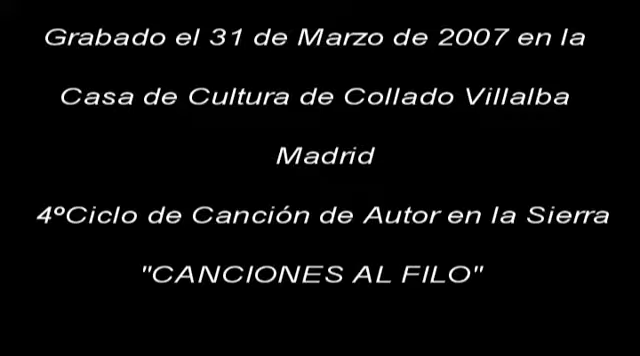 Grabado el 31 de Marzo de 2007 en la
Casa de Cultura de Collado Villalba
Madrid
4ºCiclo de Canción de Autor en la Sierra
"CANCIONES AL FILO"